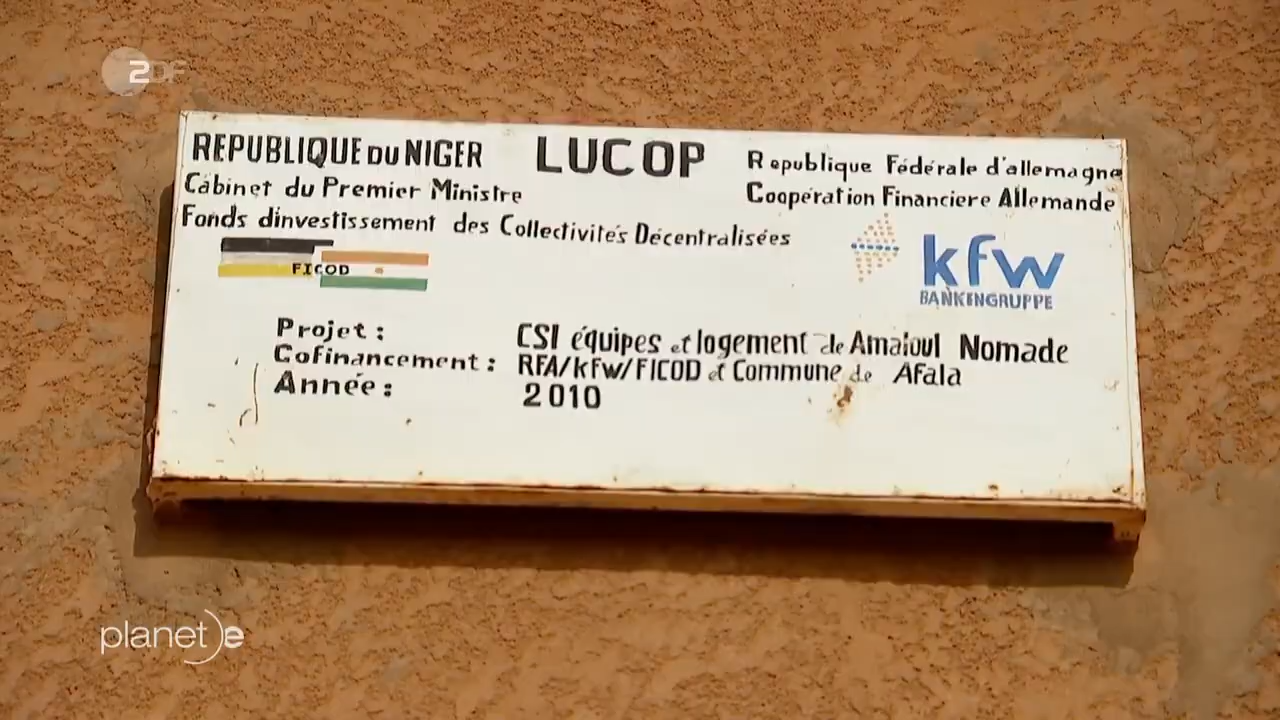 ZDF
REPUBLIQUE DU NIGER LUCOP Republique Fédérale d'allemagne
Cabinet du Premier Ministre Coopération Financiere Allemande
Fonds dinvestissement des Collectivités Décentralisées
FICOD
kfw
BANKENGRUPPE
Projet : CSI équipes et logement de Amaloul Nomade
Cofinancement : RFA/kfw/FICOD et Commune de Afala
Année : 2010
planet e